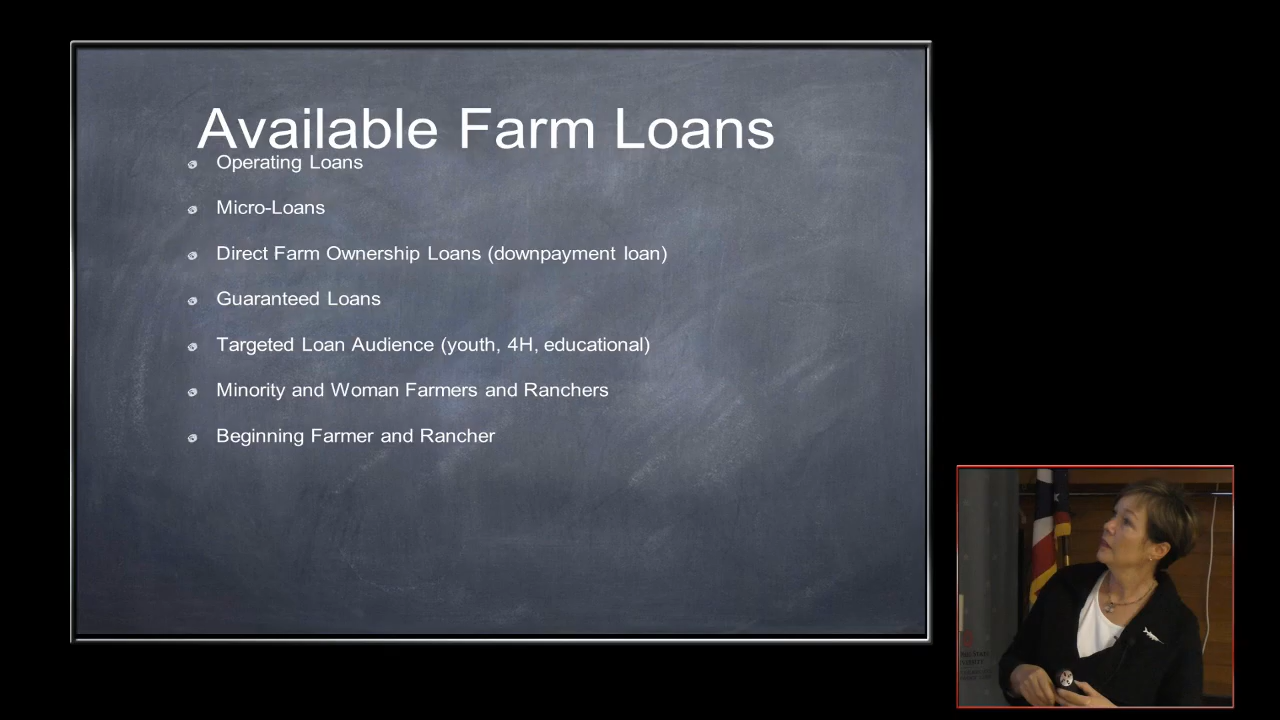 Available Farm Loans
Operating Loans
Micro-Loans
Direct Farm Ownership Loans (downpayment loan)
Guaranteed Loans
Targeted Loan Audience (youth, 4H, educational)
Minority and Woman Farmers and Ranchers
Beginning Farmer and Rancher